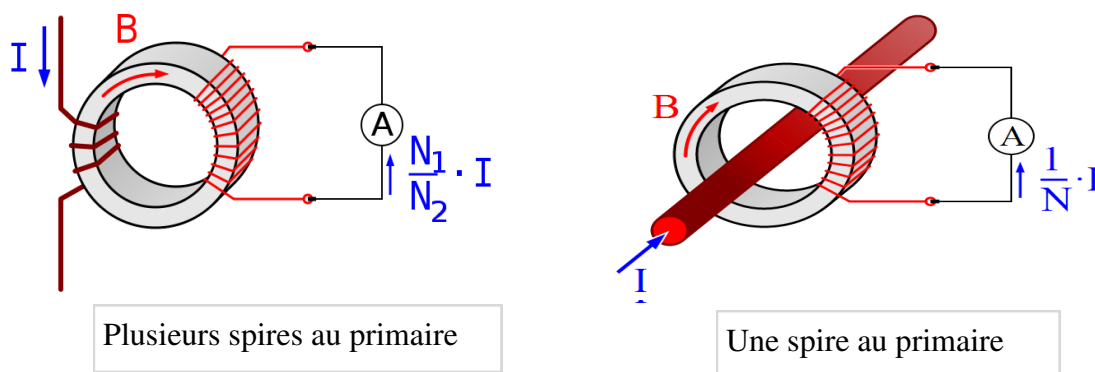 I
B
A
N1/N2 · I
Plusieurs spires au primaire
B
A
1/N · I
I
Une spire au primaire